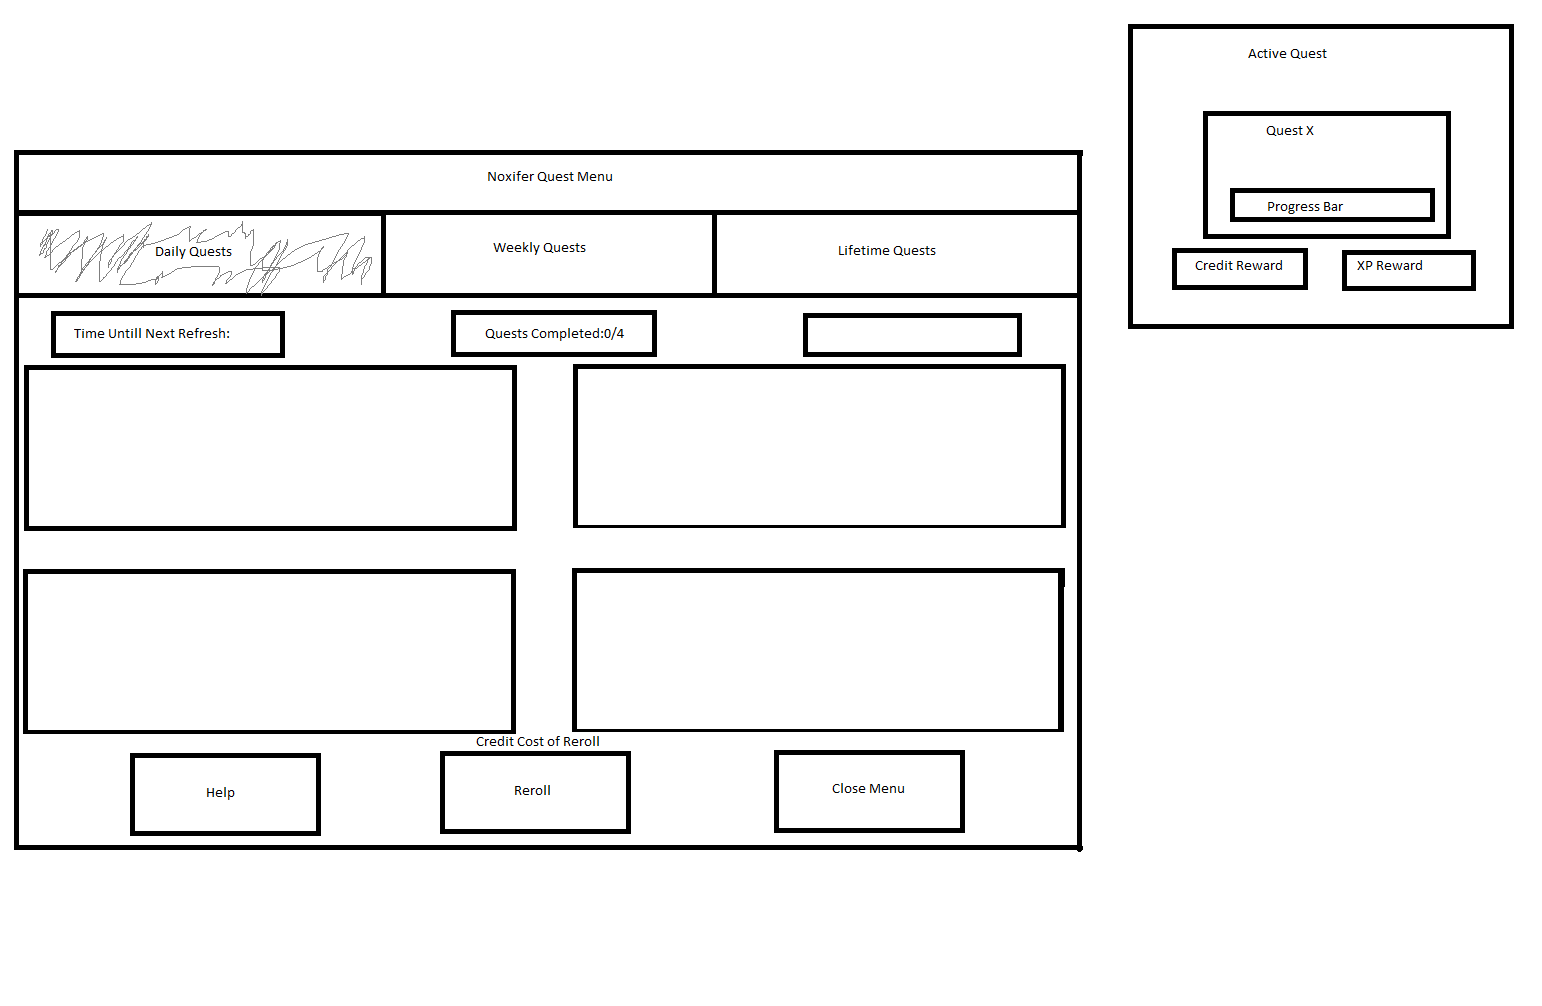 Active Quest
Quest X
Progress Bar
Credit Reward
XP Reward
Noxifer Quest Menu
Daily Quests
Weekly Quests
Lifetime Quests
Time Untill Next Refresh:
Quests Completed:0/4
Credit Cost of Reroll
Help
Reroll
Close Menu